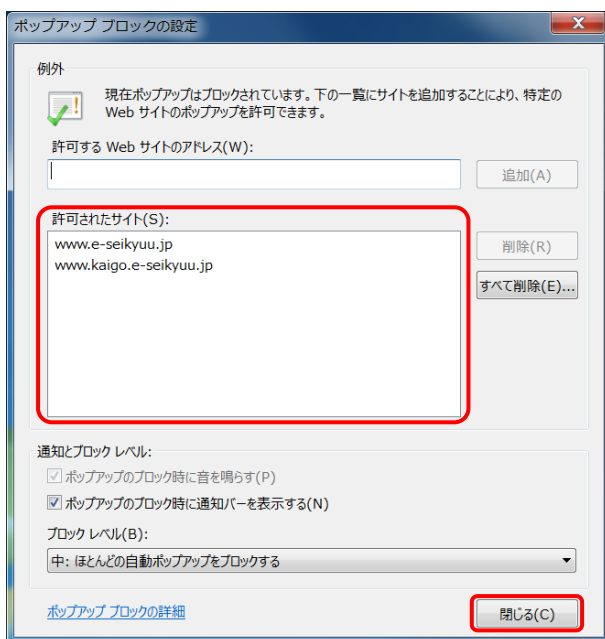 ポップアップ ブロックの設定
例外
現在ポップアップはブロックされています。下の一覧にサイトを追加することにより、特定の
Web サイトのポップアップを許可できます。
許可する Web サイトのアドレス(W):
追加(A)
許可されたサイト(S):
www.e-seikyuu.jp
www.kaigo.e-seikyuu.jp
削除(R)
すべて削除(E)...
通知とブロック レベル:
ポップアップのブロック時に音を鳴らす(P)
ポップアップのブロック時に通知バーを表示する(N)
ブロック レベル(B):
中: ほとんどの自動ポップアップをブロックする
ポップアップ ブロックの詳細
閉じる(C)